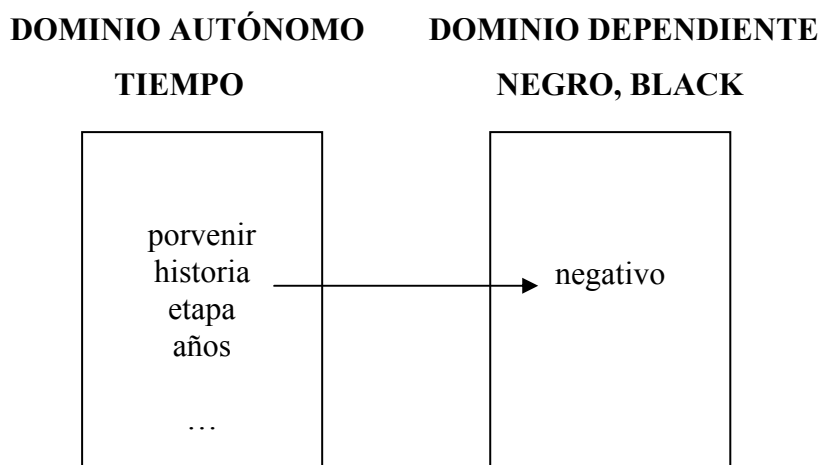 DOMINIO AUTÓNOMO
TIEMPO
DOMINIO DEPENDIENTE
NEGRO, BLACK
porvenir
historia
etapa
años
…
negativo